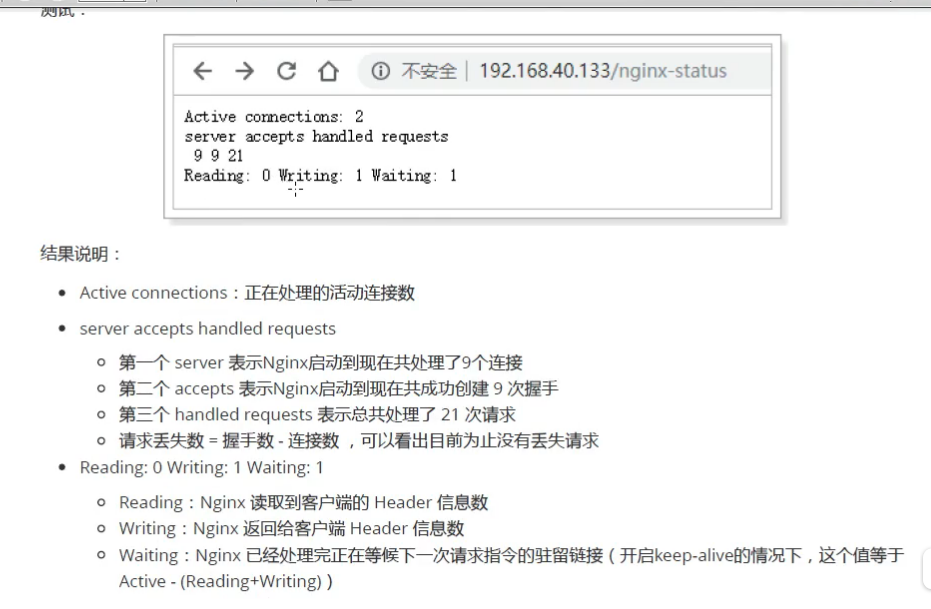 测试：
不安全 | 192.168.40.133/nginx-status
Active connections: 2
server accepts handled requests
9 9 21
Reading: 0 Writing: 1 Waiting: 1
结果说明：
Active connections：正在处理的活动连接数
server accepts handled requests
第一个 server 表示Nginx启动到现在共处理了9个连接
第二个 accepts 表示Nginx启动到现在共成功创建 9 次握手
第三个 handled requests 表示总共处理了 21 次请求
请求丢失数 = 握手数 - 连接数 ，可以看出目前为止没有丢失请求
Reading: 0 Writing: 1 Waiting: 1
Reading：Nginx 读取到客户端的 Header 信息数
Writing：Nginx 返回给客户端 Header 信息数
Waiting：Nginx 已经处理完正在等候下一次请求指令的驻留链接（开启keep-alive的情况下，这个值等于
Active - (Reading+Writing)）